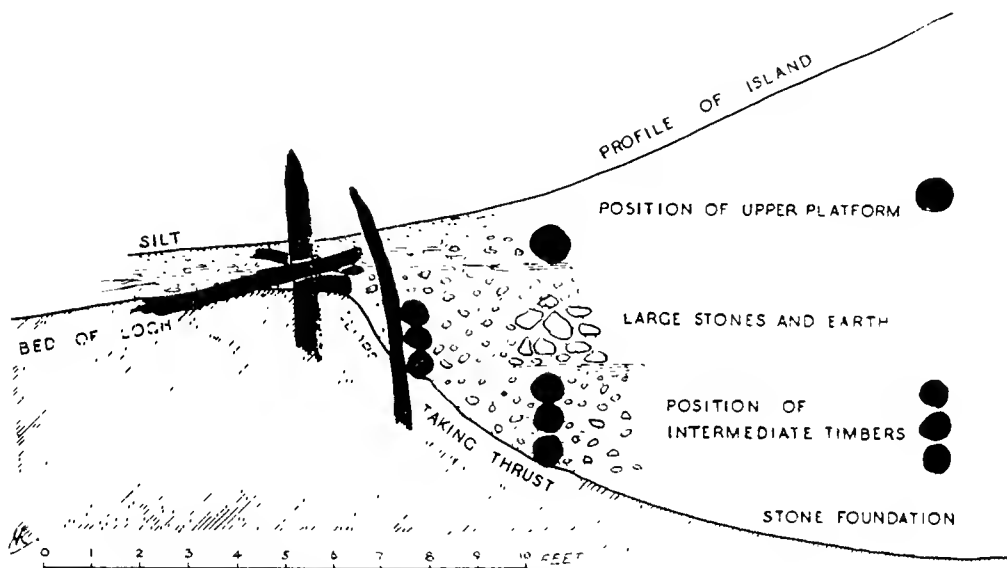 PROFILE OF ISLAND
POSITION OF UPPER PLATFORM
SILT
LARGE STONES AND EARTH
BED OF LOCH
POSITION OF
INTERMEDIATE TIMBERS
TAKING THRUST
STONE FOUNDATION
0 1 2 3 4 5 6 7 8 9 10 FEET